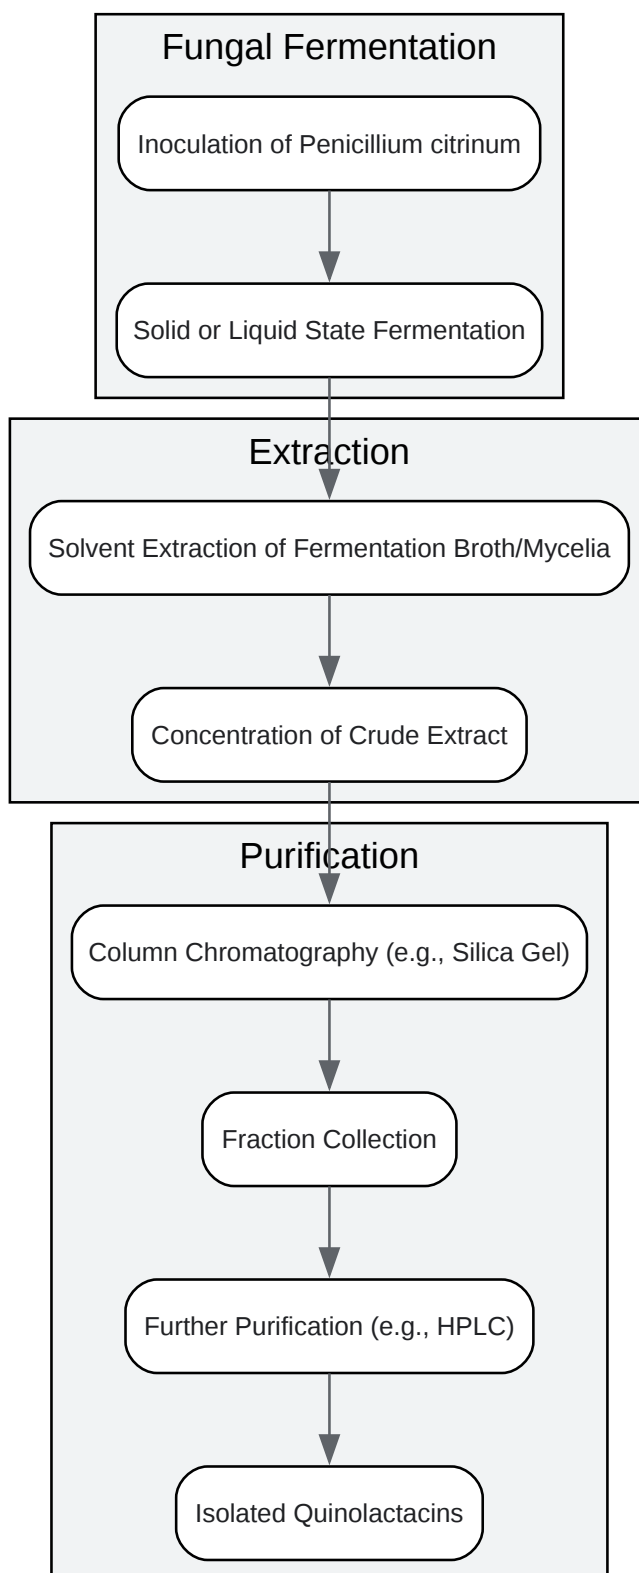 Fungal Fermentation
Inoculation of Penicillium citrinum
Solid or Liquid State Fermentation
Extraction
Solvent Extraction of Fermentation Broth/Mycelia
Concentration of Crude Extract
Purification
Column Chromatography (e.g., Silica Gel)
Fraction Collection
Further Purification (e.g., HPLC)
Isolated Quinolactacins